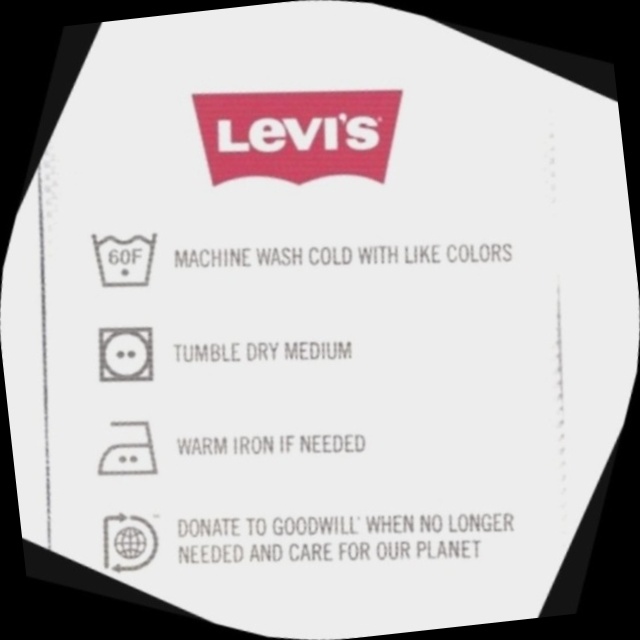 LEVI'S
60F
MACHINE WASH COLD WITH LIKE COLORS
TUMBLE DRY MEDIUM
WARM IRON IF NEEDED
DONATE TO GOODWILL® WHEN NO LONGER
NEEDED AND CARE FOR OUR PLANET